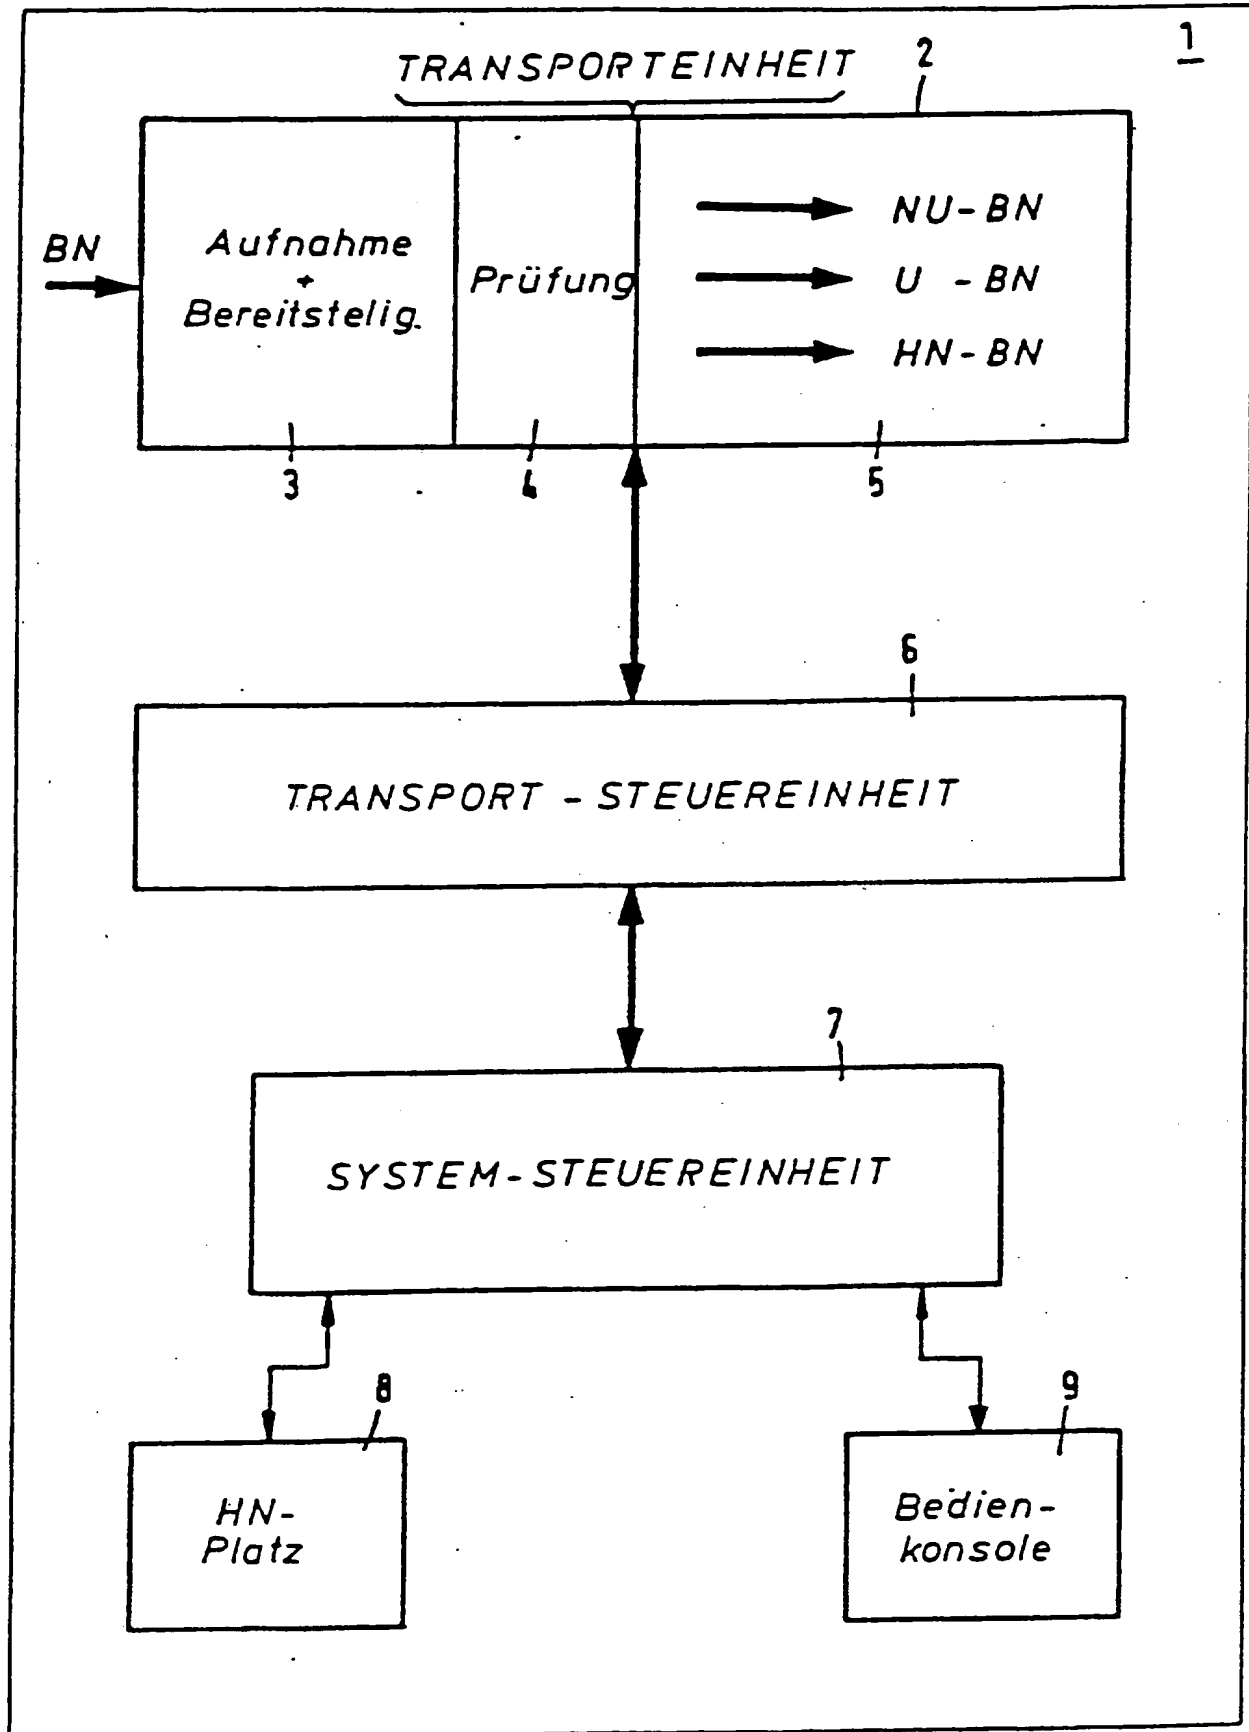 1
TRANSPORTEINHEIT
2
BN
Aufnahme
+
Bereitstelig.
Prüfung
NU-BN
U -BN
HN-BN
3
4
5
6
TRANSPORT - STEUEREINHEIT
7
SYSTEM-STEUEREINHEIT
8
9
HN-
Platz
Bedien-
konsole